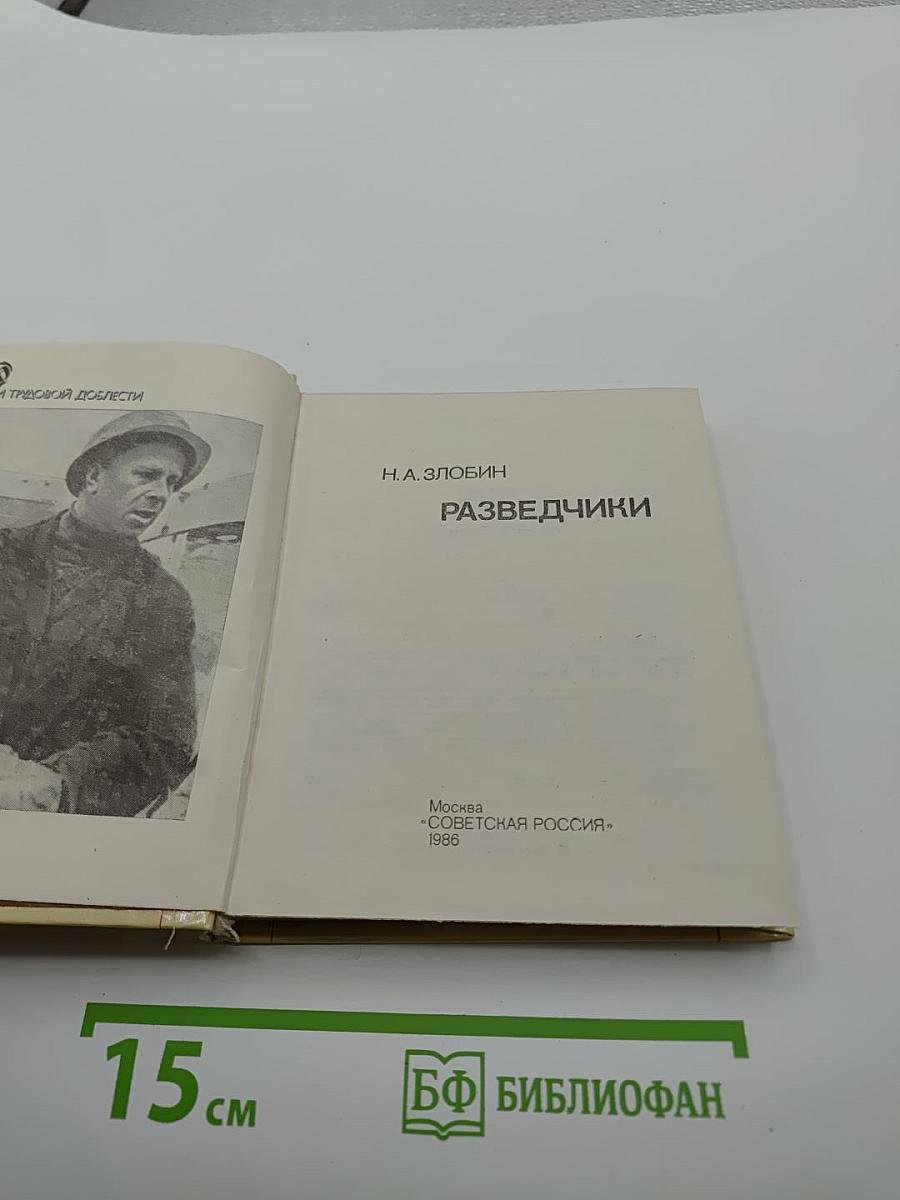 И ТРУДОВОЙ ДОБЛЕСТИ
Н. А. ЗЛОБИН
РАЗВЕДЧИКИ
Москва
«СОВЕТСКАЯ РОССИЯ»
1986
15 см
БФ БИБЛИОФАН